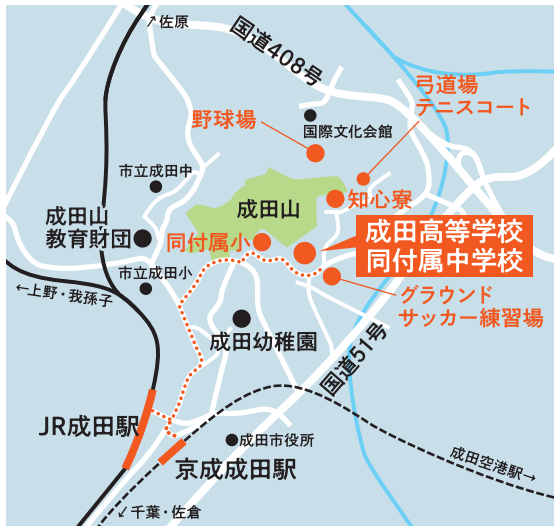 ↗佐原
国道408号
弓道場
テニスコート
野球場
国際文化会館
市立成田中
知心寮
成田山
成田山
教育財団
同付属小
成田高等学校
同付属中学校
市立成田小
←上野・我孫子
グラウンド
サッカー練習場
成田幼稚園
国道51号
JR成田駅
成田市役所
京成成田駅
成田空港駅→
↙千葉・佐倉